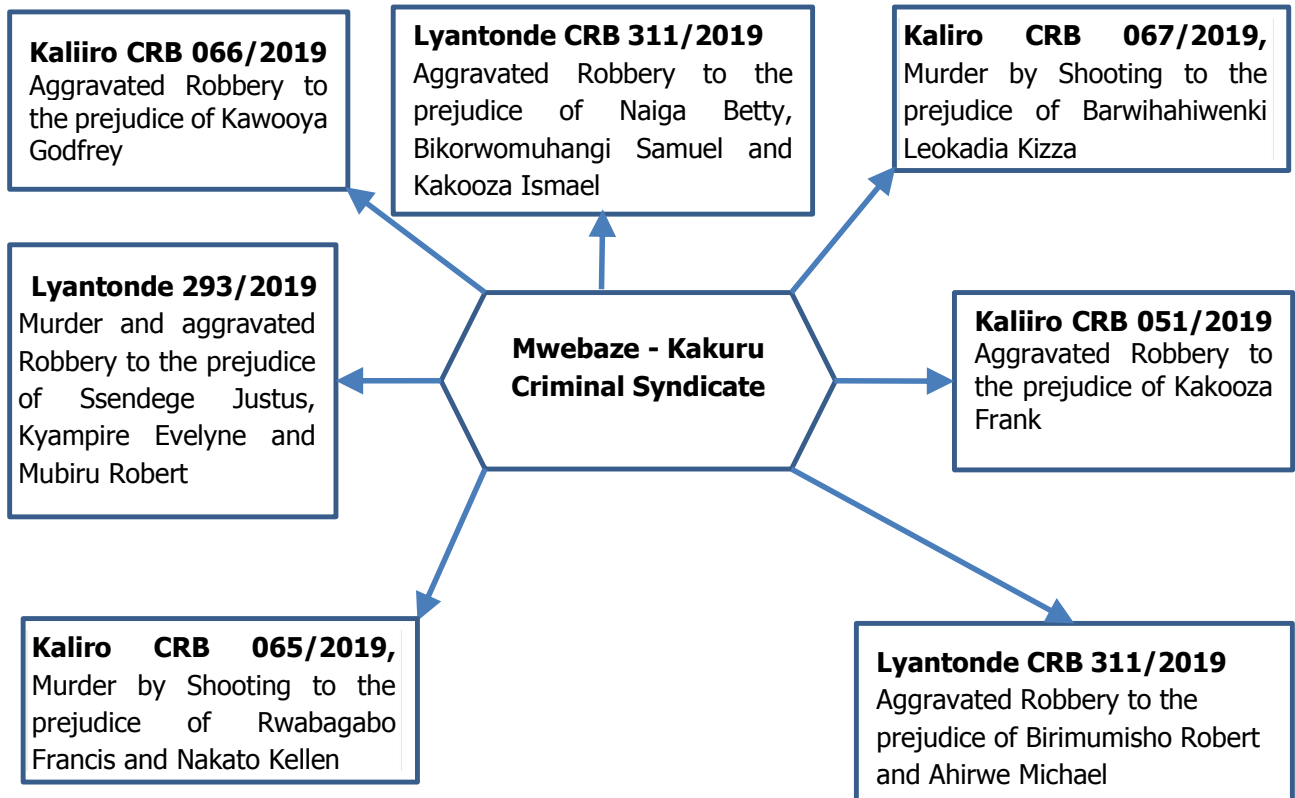 Kaliiro CRB 066/2019
Aggravated Robbery to
the prejudice of Kawooya
Godfrey
Lyantonde CRB 311/2019
Aggravated Robbery to the
prejudice of Naiga Betty,
Bikorwomuhangi Samuel and
Kakooza Ismael
Kaliro CRB 067/2019,
Murder by Shooting to the
prejudice of Barwihahiwenki
Leokadia Kizza
Lyantonde 293/2019
Murder and aggravated
Robbery to the prejudice
of Ssendege Justus,
Kyampire Evelyne and
Mubiru Robert
Mwebaze - Kakuru
Criminal Syndicate
Kaliiro CRB 051/2019
Aggravated Robbery to
the prejudice of Kakooza
Frank
Kaliro CRB 065/2019,
Murder by Shooting to the
prejudice of Rwabagabo
Francis and Nakato Kellen
Lyantonde CRB 311/2019
Aggravated Robbery to the
prejudice of Birimumisho Robert
and Ahirwe Michael